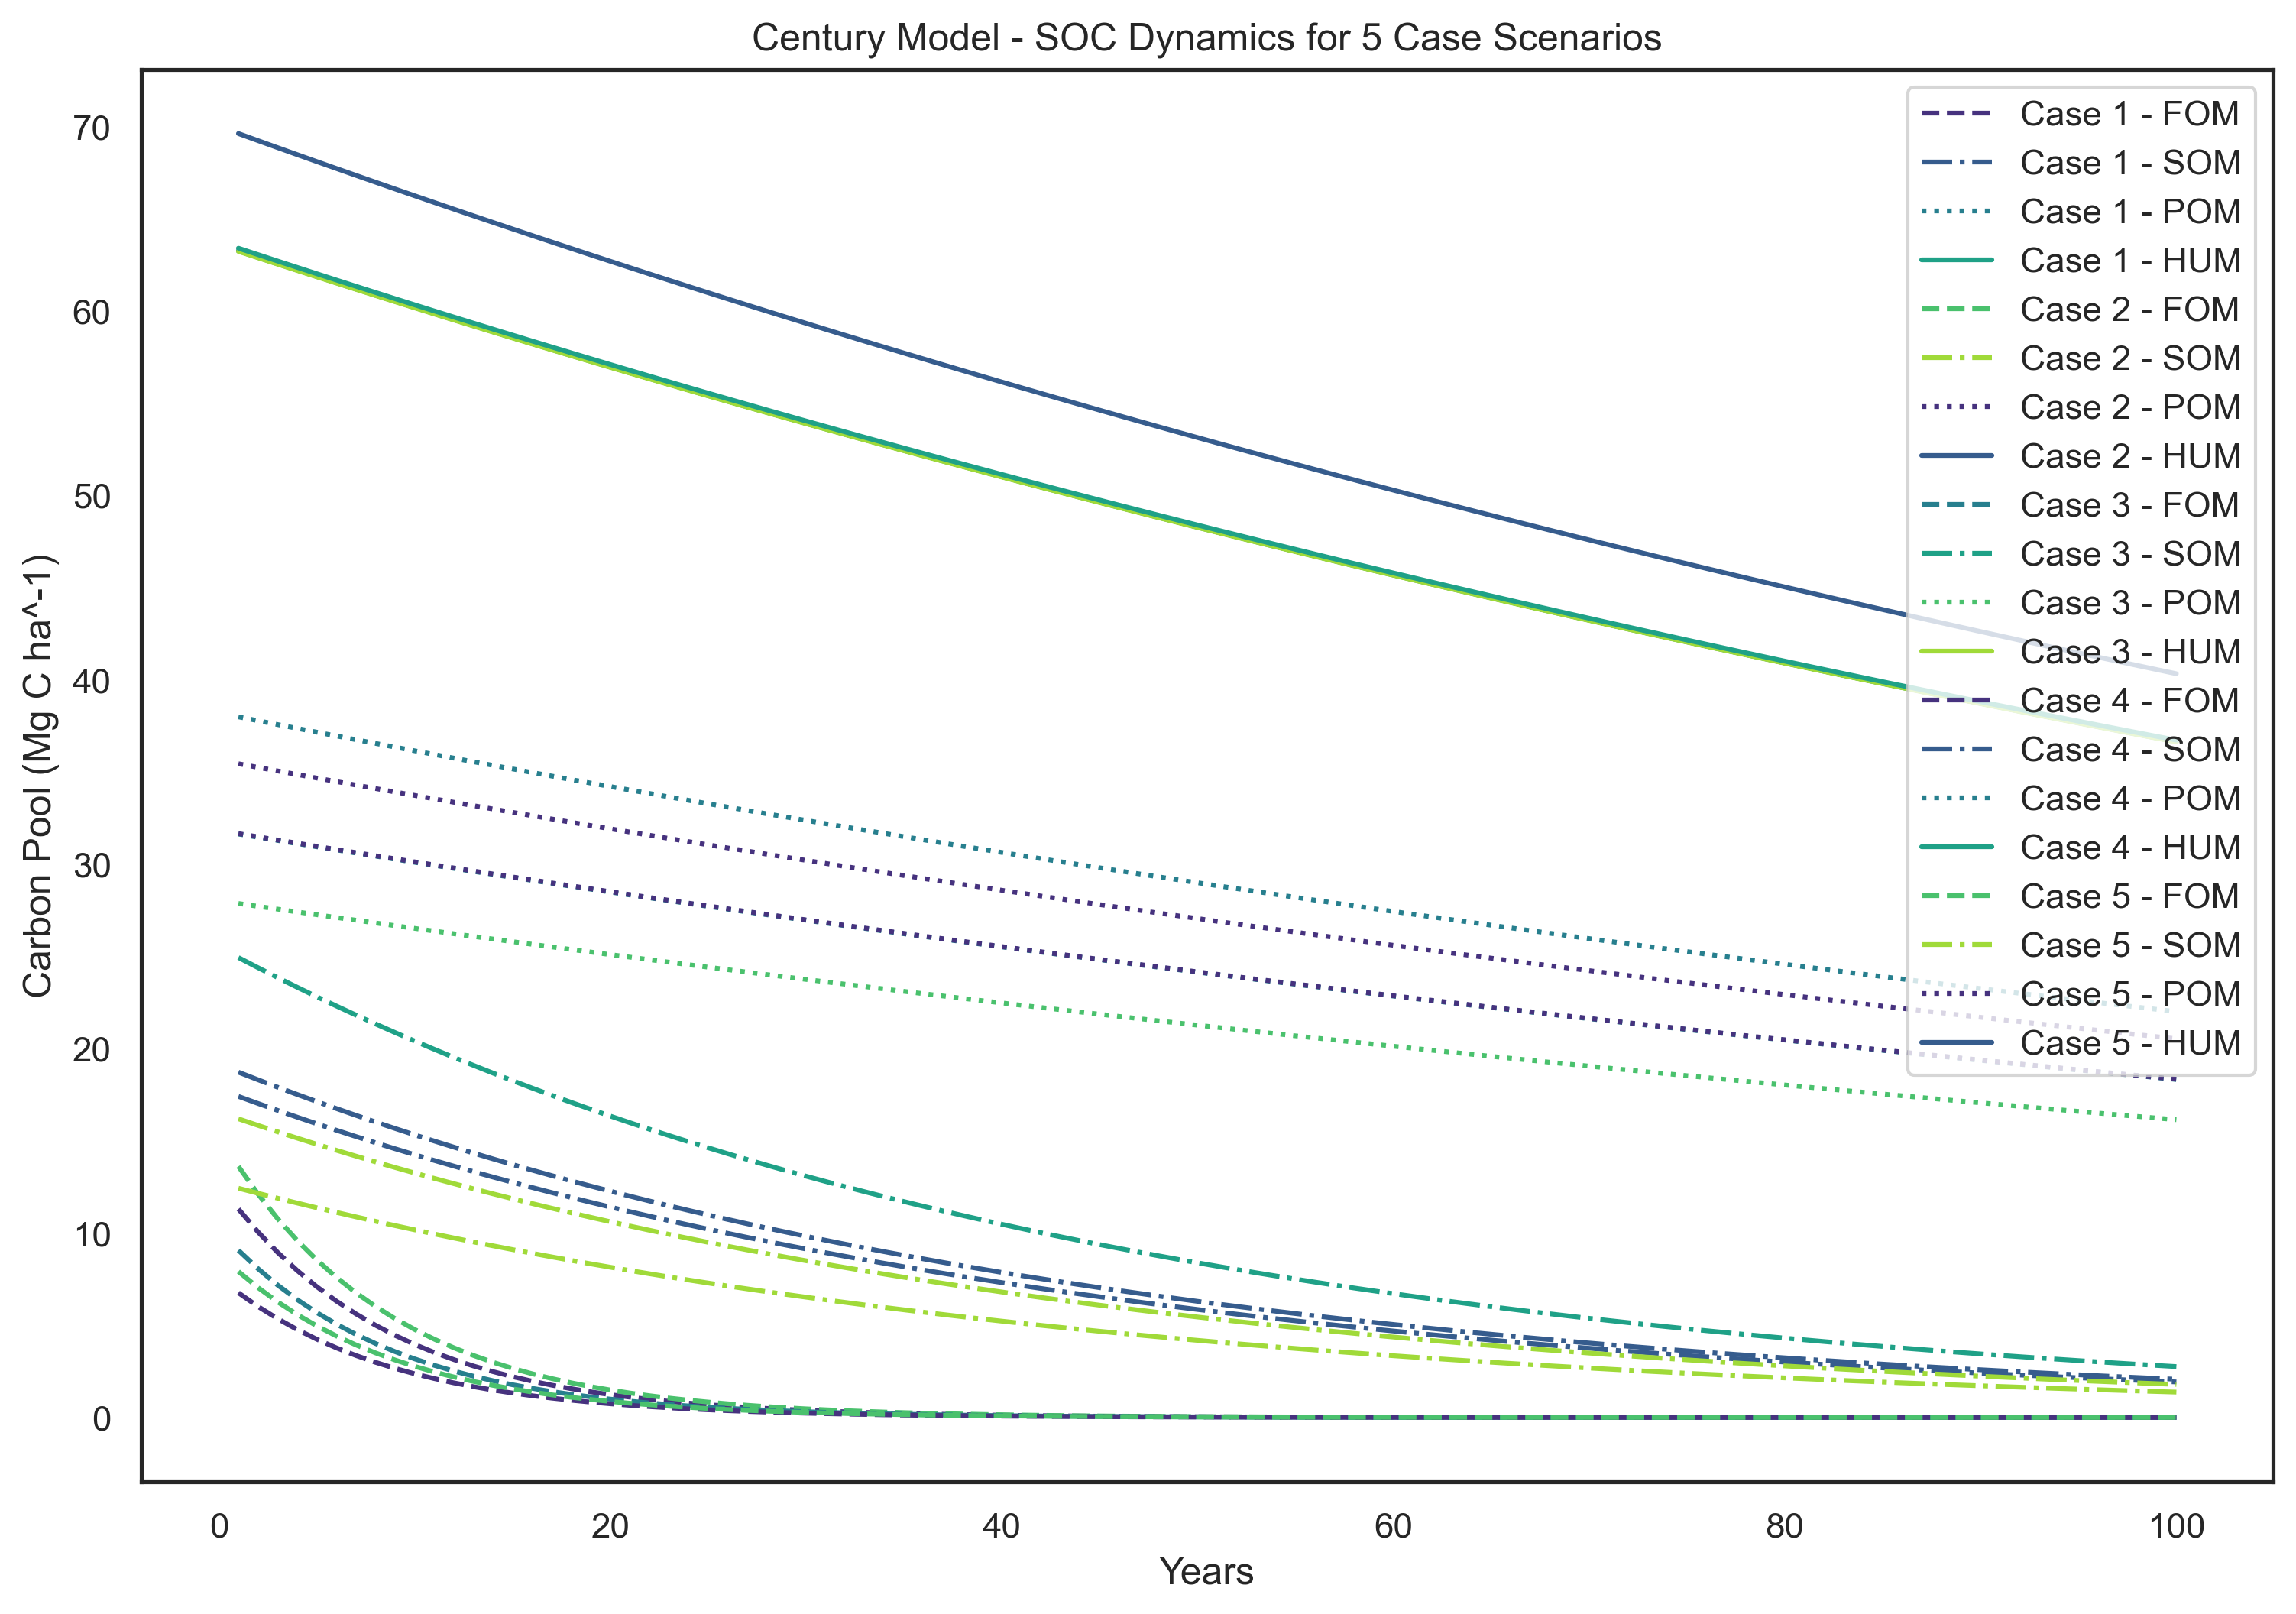 Century Model - SOC Dynamics for 5 Case Scenarios
Carbon Pool (Mg C ha^-1)
70
60
50
40
30
20
10
0
Case 1 - FOM
Case 1 - SOM
Case 1 - POM
Case 1 - HUM
Case 2 - FOM
Case 2 - SOM
Case 2 - POM
Case 2 - HUM
Case 3 - FOM
Case 3 - SOM
Case 3 - POM
Case 3 - HUM
Case 4 - FOM
Case 4 - SOM
Case 4 - POM
Case 4 - HUM
Case 5 - FOM
Case 5 - SOM
Case 5 - POM
Case 5 - HUM
0 20 40 60 80 100
Years